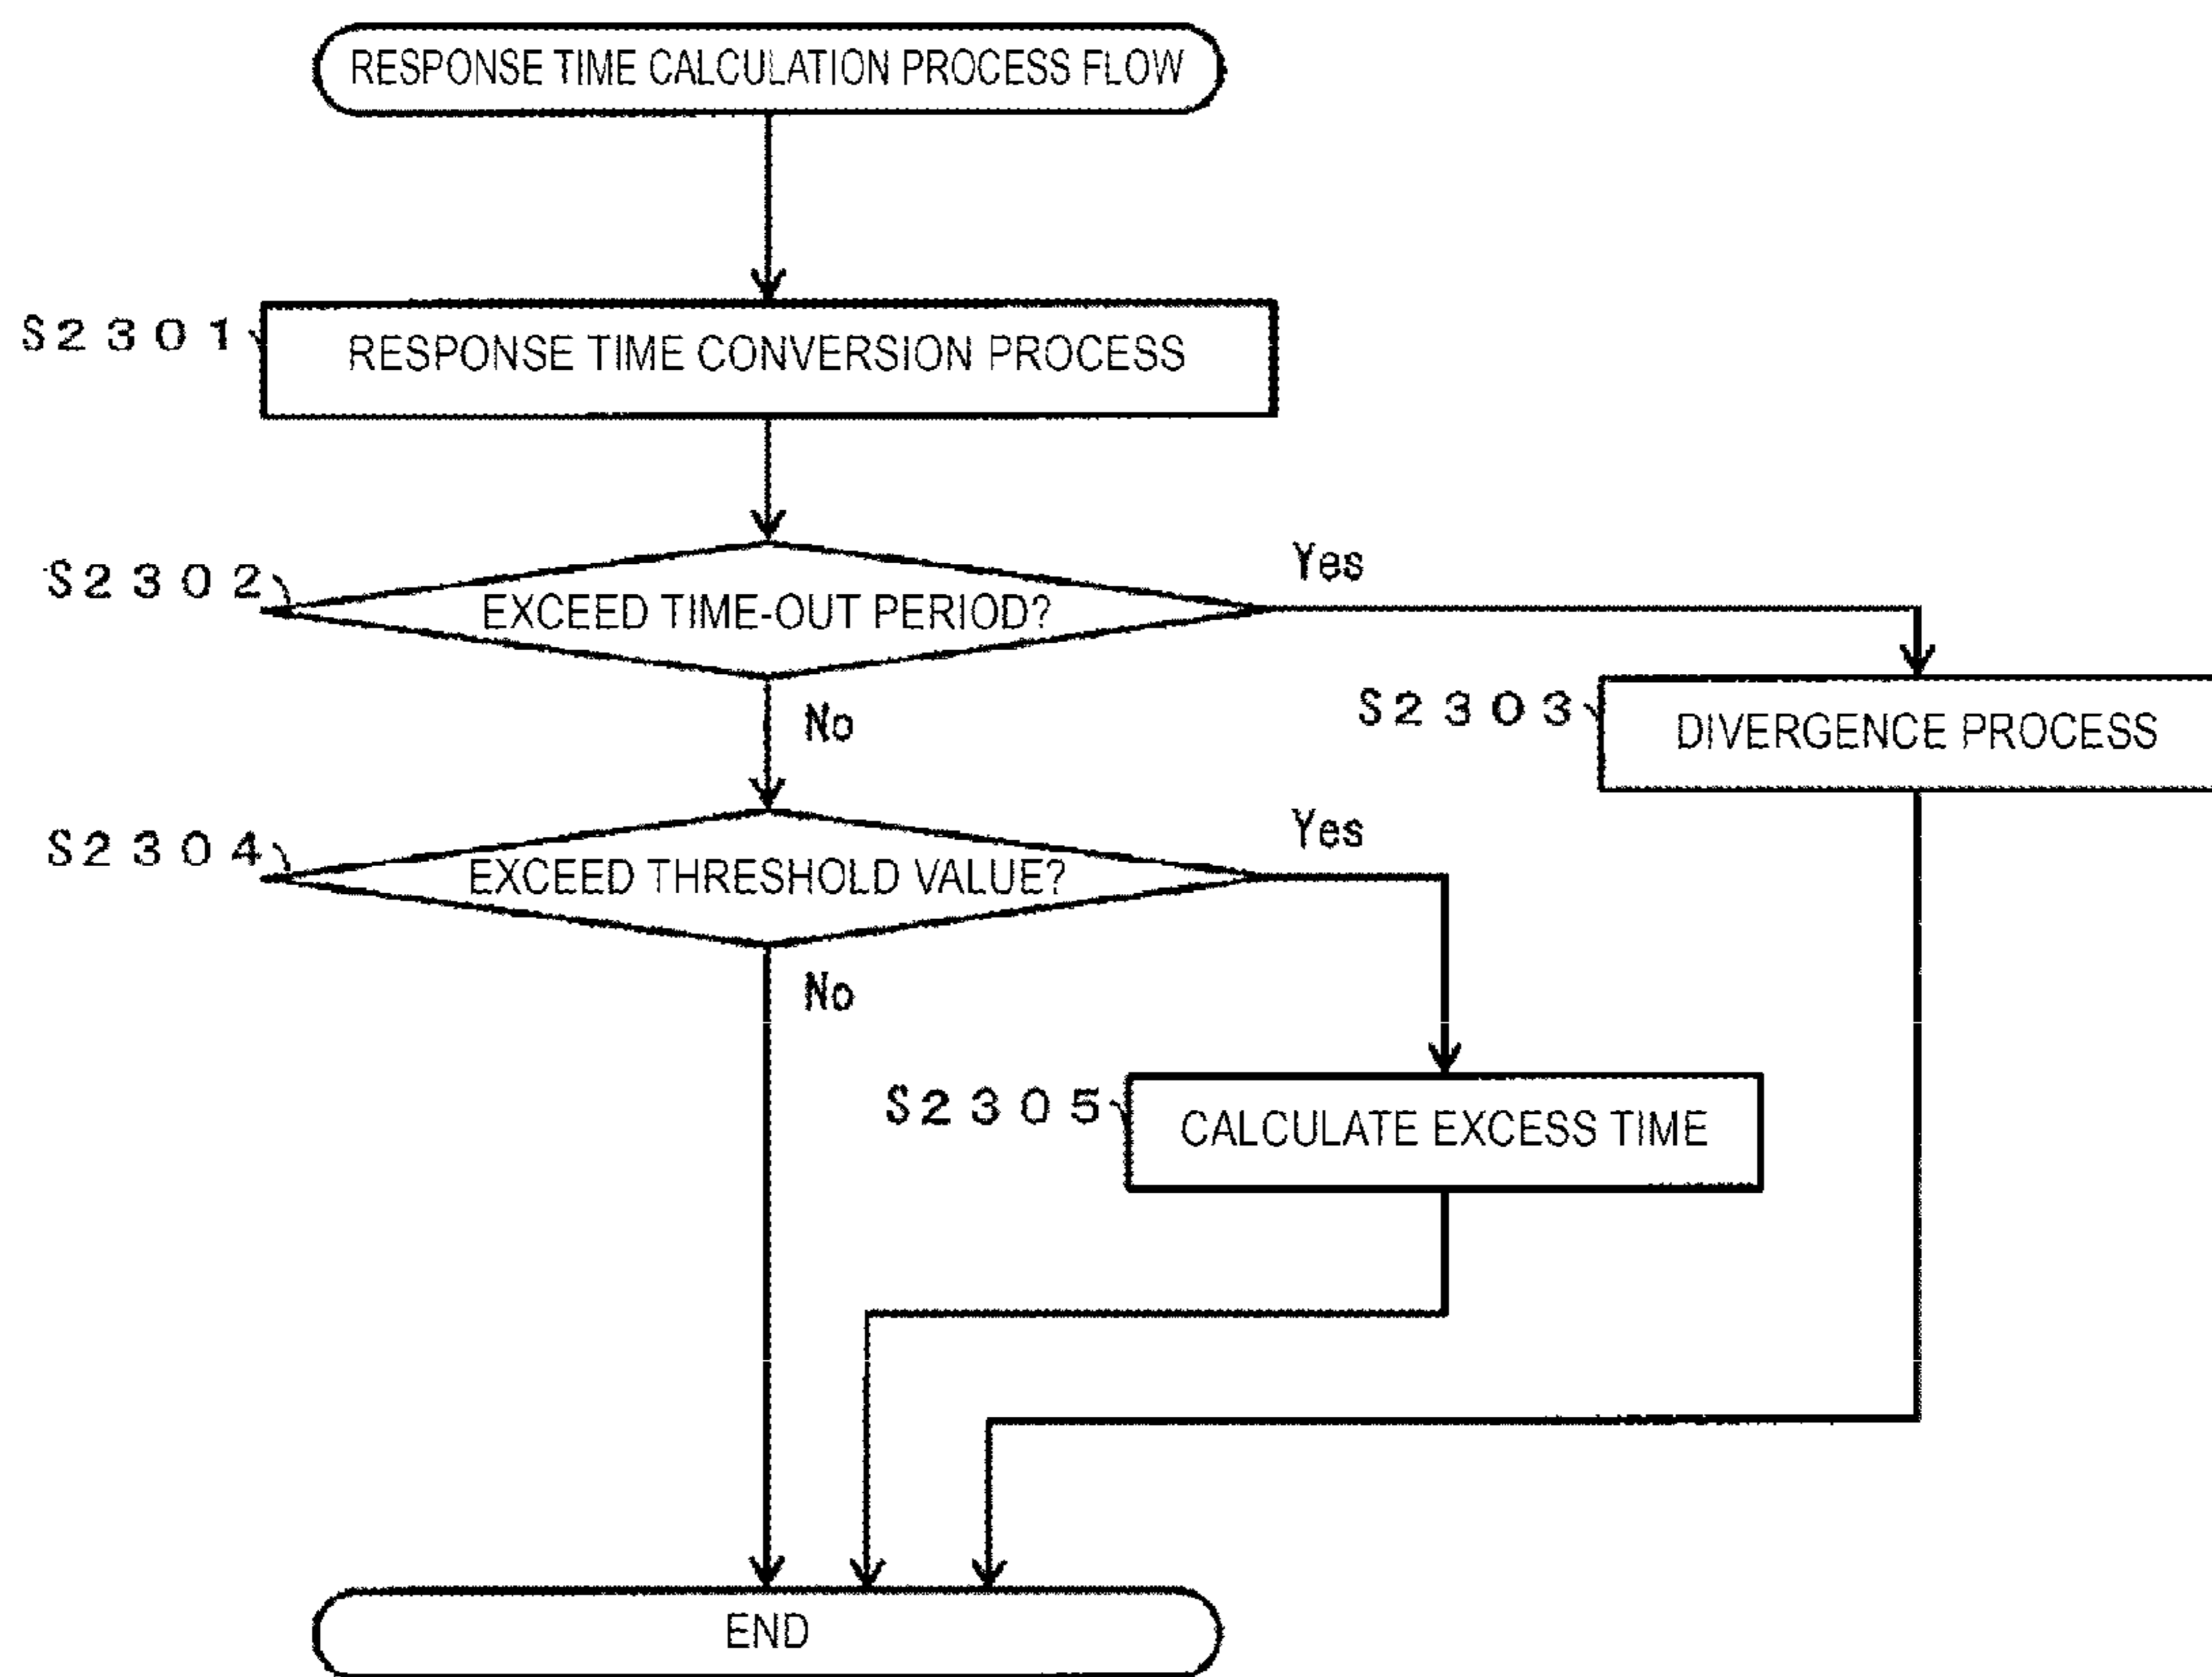 RESPONSE TIME CALCULATION PROCESS FLOW
S2301
RESPONSE TIME CONVERSION PROCESS
S2302
EXCEED TIME-OUT PERIOD?
Yes
No
S2303
DIVERGENCE PROCESS
S2304
EXCEED THRESHOLD VALUE?
Yes
No
S2305
CALCULATE EXCESS TIME
END